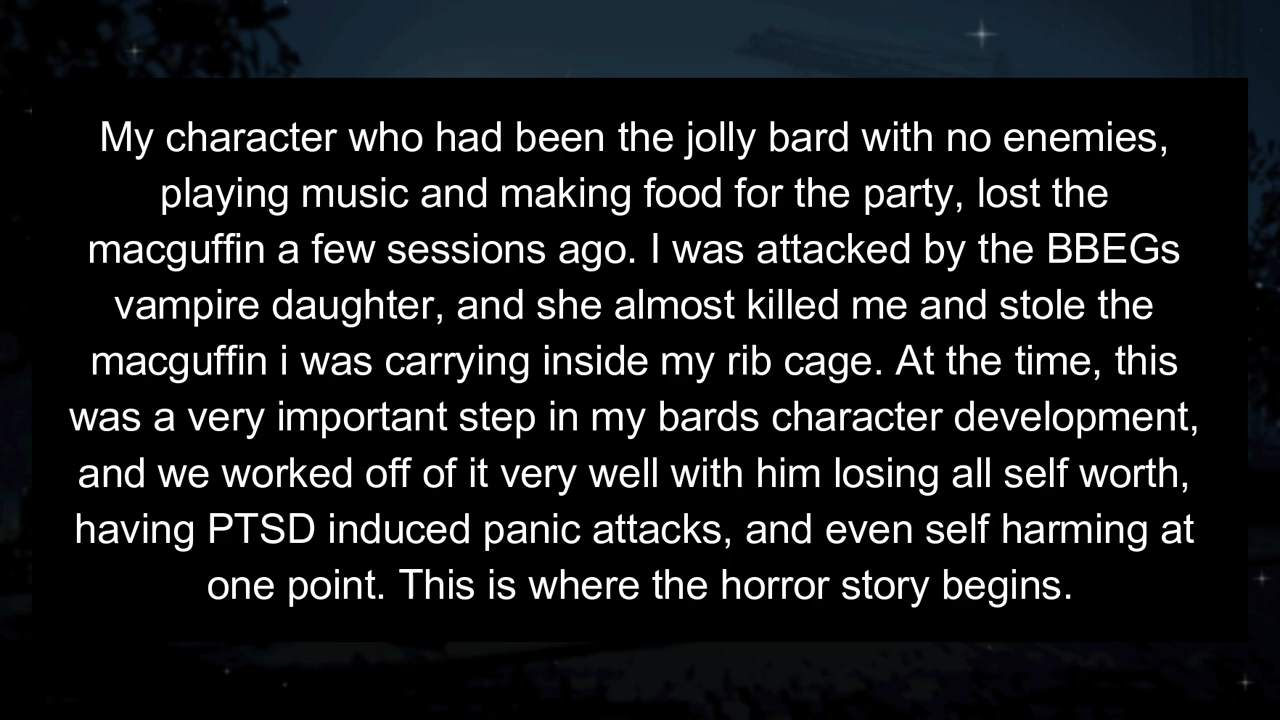 My character who had been the jolly bard with no enemies,
playing music and making food for the party, lost the
macguffin a few sessions ago. I was attacked by the BBEGs
vampire daughter, and she almost killed me and stole the
macguffin i was carrying inside my rib cage. At the time, this
was a very important step in my bards character development,
and we worked off of it very well with him losing all self worth,
having PTSD induced panic attacks, and even self harming at
one point. This is where the horror story begins.